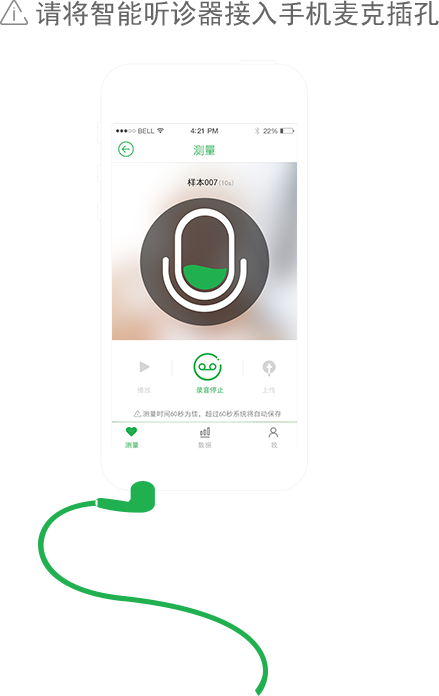 请将智能听诊器接入手机麦克插孔
BELL 4:21 PM 22%
测量
样本007(10s)
播放 录音停止 上传
测量时间60秒为佳，超过60秒系统将自动保存
测量 数据 我